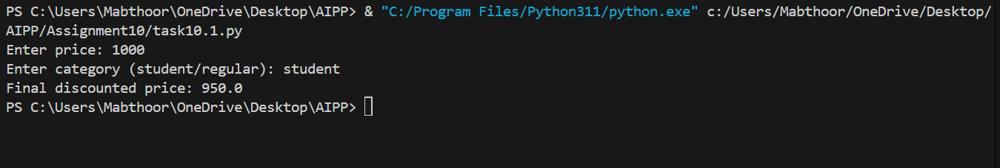 PS C:\Users\Mabthoor\OneDrive\Desktop\AIPP> & "C:/Program Files/Python311/python.exe" c:/Users/Mabthoor/OneDrive/Desktop/
AIPP/Assignment10/task10.1.py
Enter price: 1000
Enter category (student/regular): student
Final discounted price: 950.0
PS C:\Users\Mabthoor\OneDrive\Desktop\AIPP>